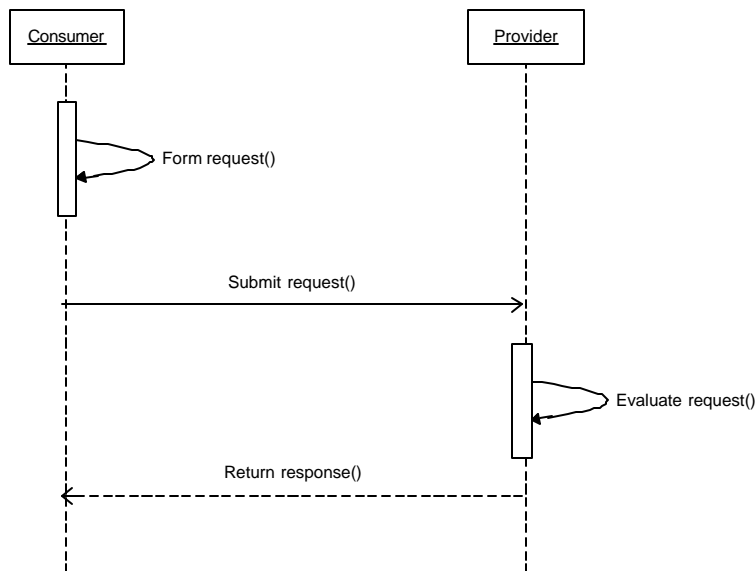 Consumer
Provider
Form request()
Submit request()
Evaluate request()
Return response()